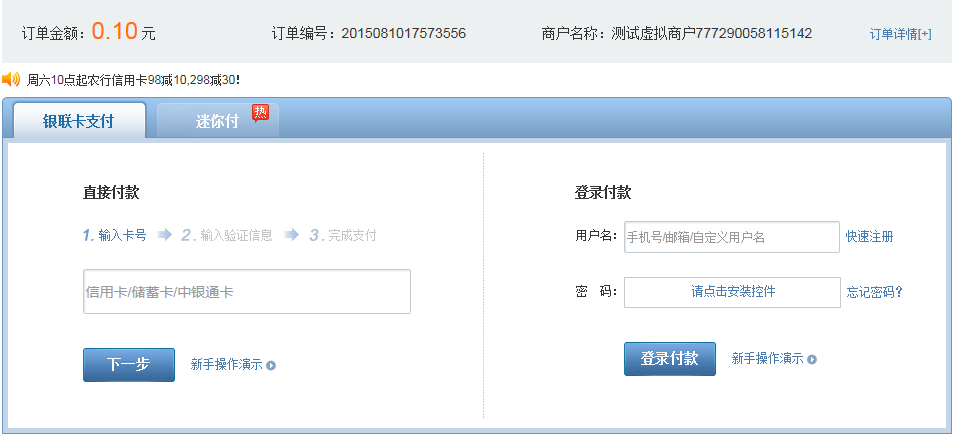 订单金额：0.10元 订单编号：2015081017573556 商户名称：测试虚拟商户777290058115142 订单详情[+]
周六10点起农行信用卡98减10,298减30!
银联卡支付 迷你付 热
直接付款
1.输入卡号 2.输入验证信息 3.完成支付
信用卡/储蓄卡/中银通卡
下一步 新手操作演示
登录付款
用户名： 手机号/邮箱/自定义用户名 快速注册
密 码： 请点击安装控件 忘记密码？
登录付款 新手操作演示